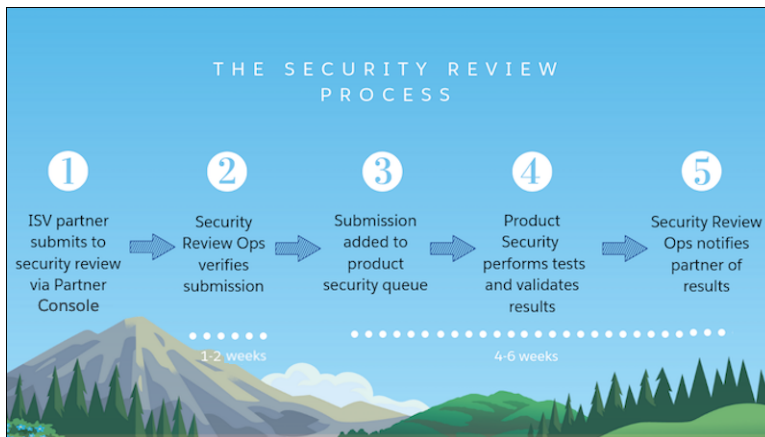 THE SECURITY REVIEW
PROCESS
1
ISV partner
submits to
security review
via Partner
Console
2
Security
Review Ops
verifies
submission
3
Submission
added to
product
security queue
4
Product
Security
performs tests
and validates
results
5
Security Review
Ops notifies
partner of
results
1-2 weeks
4-6 weeks